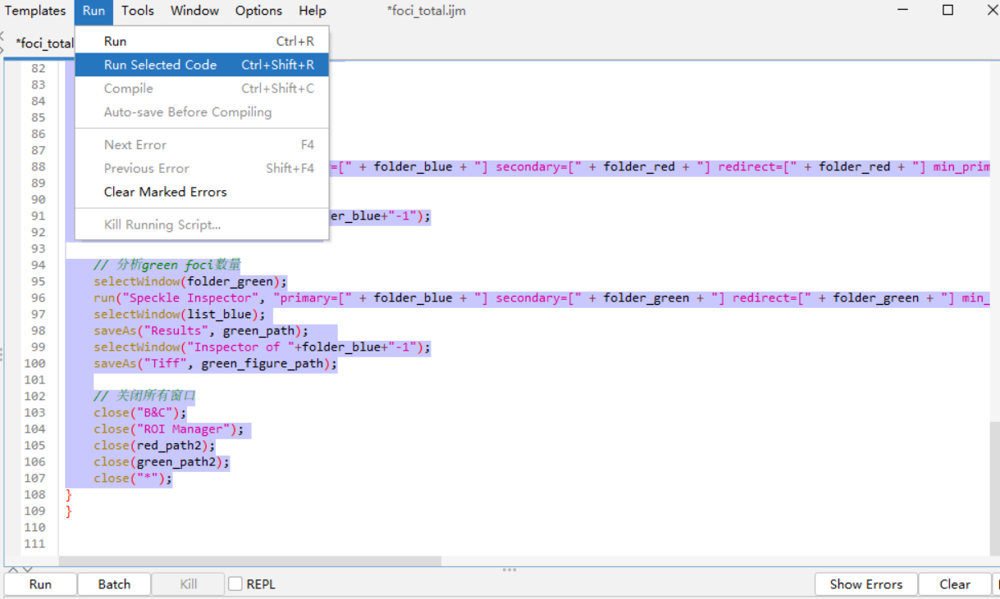 Templates Run Tools Window Options Help *foci_total.ijm
*foci_total
Run Ctrl+R
Run Selected Code Ctrl+Shift+R
Compile Ctrl+Shift+C
Auto-save Before Compiling
Next Error F4
Previous Error Shift+F4
Clear Marked Errors
Kill Running Script...
82
83
84
85
86
87
88 =[" + folder_blue + "] secondary=[" + folder_red + "] redirect=[" + folder_red + "] min_prim
89
90
91 er_blue+"-1");
92
93
94 // 分析green foci数量
95 selectWindow(folder_green);
96 run("Speckle Inspector", "primary=[" + folder_blue + "] secondary=[" + folder_green + "] redirect=[" + folder_green + "] min_
97 selectWindow(list_blue);
98 saveAs("Results", green_path);
99 selectWindow("Inspector of "+folder_blue+"-1");
100 saveAs("Tiff", green_figure_path);
101
102 // 关闭所有窗口
103 close("B&C");
104 close("ROI Manager");
105 close(red_path2);
106 close(green_path2);
107 close("*");
108 }
109 }
110
111
Run Batch Kill REPL Show Errors Clear